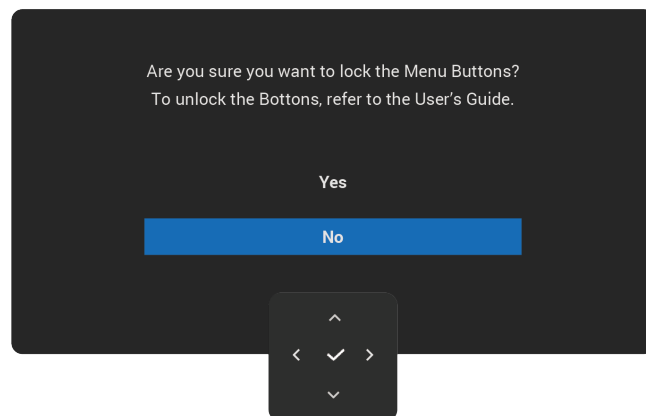 Are you sure you want to lock the Menu Buttons?
To unlock the Bottons, refer to the User’s Guide.
Yes
No